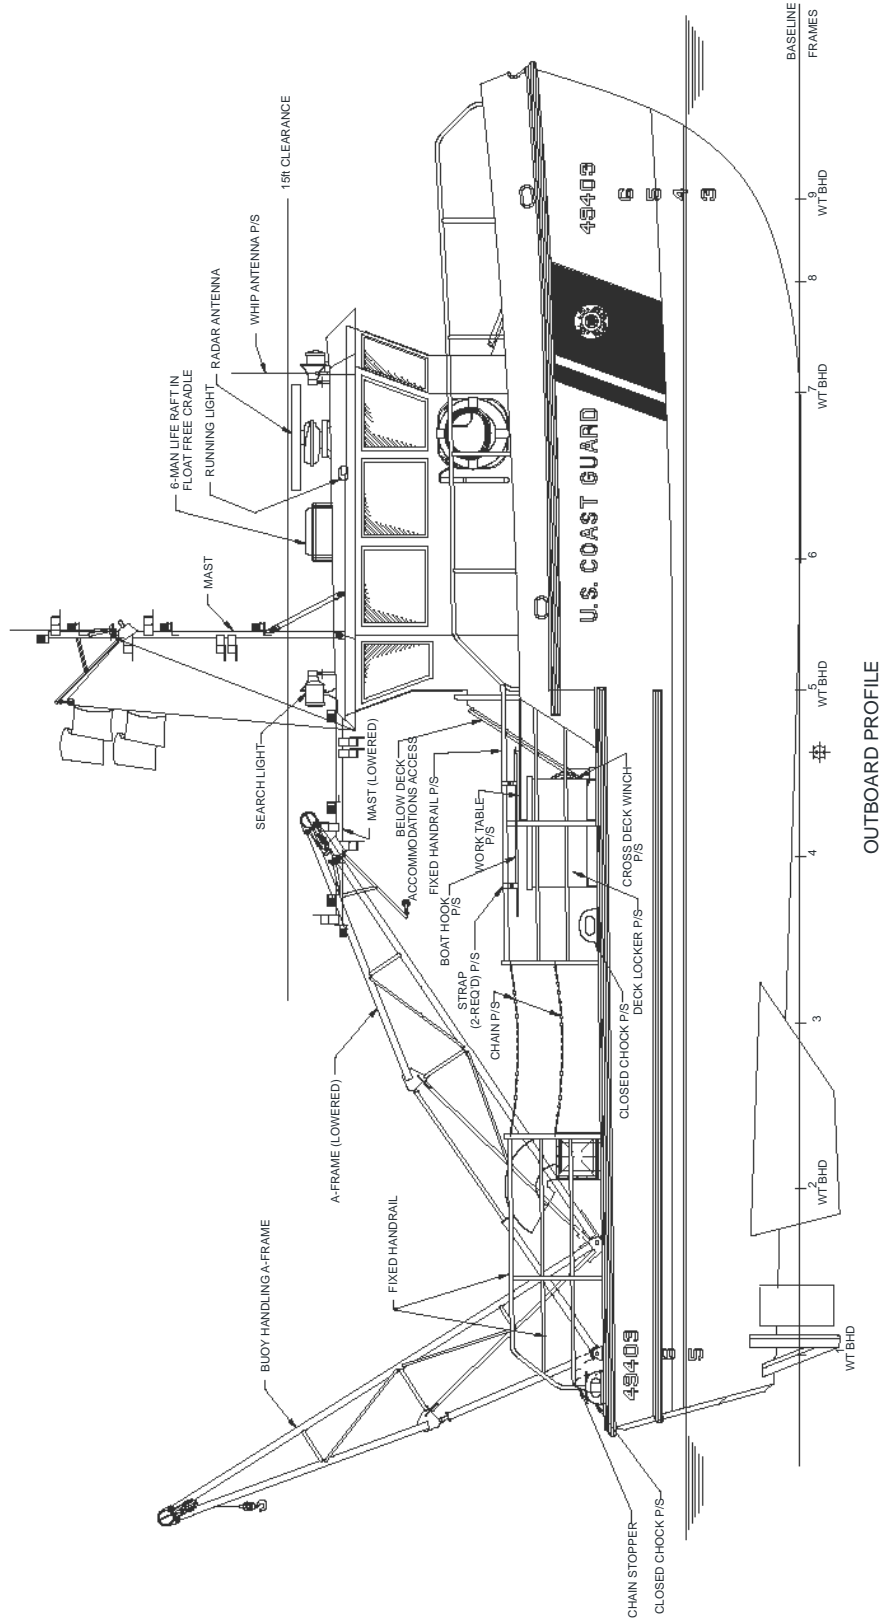 BUOY HANDLING A-FRAME
A-FRAME (LOWERED)
FIXED HANDRAIL
SEARCH LIGHT
MAST
6-MAN LIFE RAFT IN
FLOAT FREE CRADLE
RUNNING LIGHT
RADAR ANTENNA
WHIP ANTENNA P/S
15ft CLEARANCE
MAST (LOWERED)
BELOW DECK
ACCOMMODATIONS ACCESS
FIXED HANDRAIL P/S
WORK TABLE
P/S
BOAT HOOK
P/S
STRAP
(2-REQ'D) P/S
CHAIN P/S
CROSS DECK WINCH
P/S
DECK LOCKER P/S
CLOSED CHOCK P/S
CHAIN STOPPER
CLOSED CHOCK P/S
49403
6
5
U.S. COAST GUARD
49403
6
5
4
3
BASELINE
FRAMES
WT BHD
2
WT BHD
3
4
5
WT BHD
6
7
WT BHD
8
9
WT BHD
OUTBOARD PROFILE